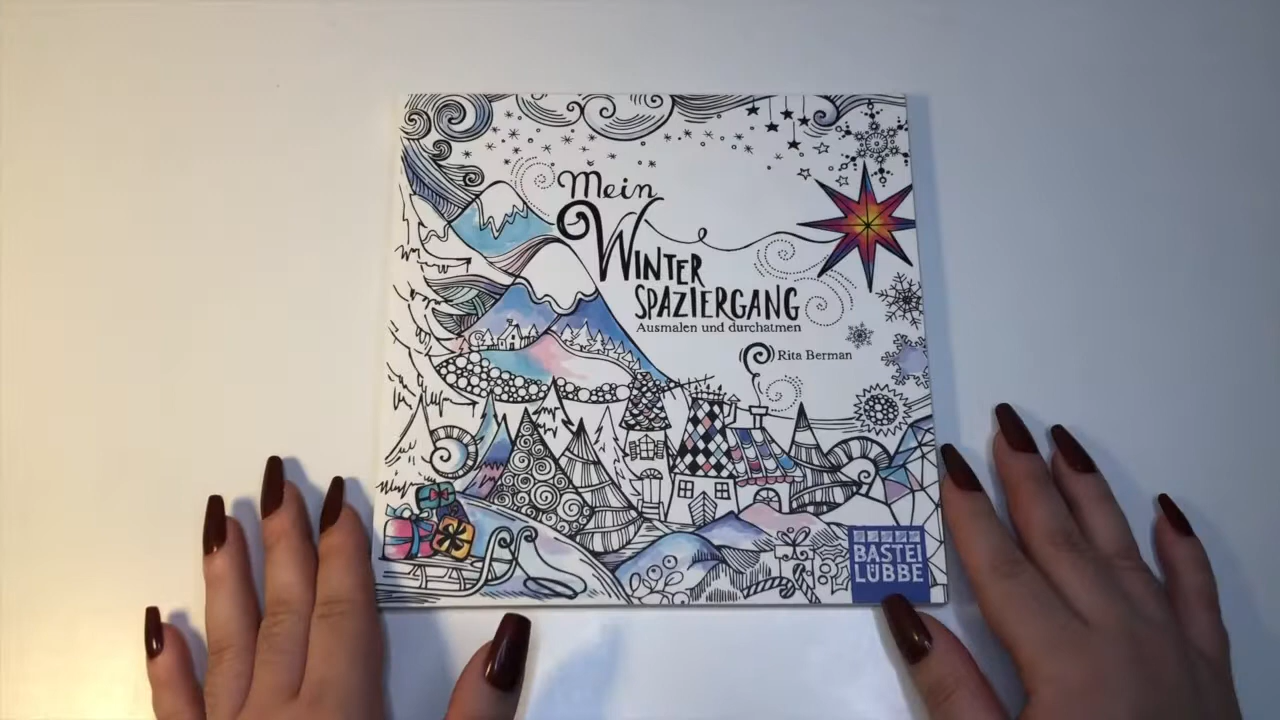 Mein
WINTER
SPAZIERGANG
Ausmalen und durchatmen
Rita Berman
BASTEI
LÜBBE